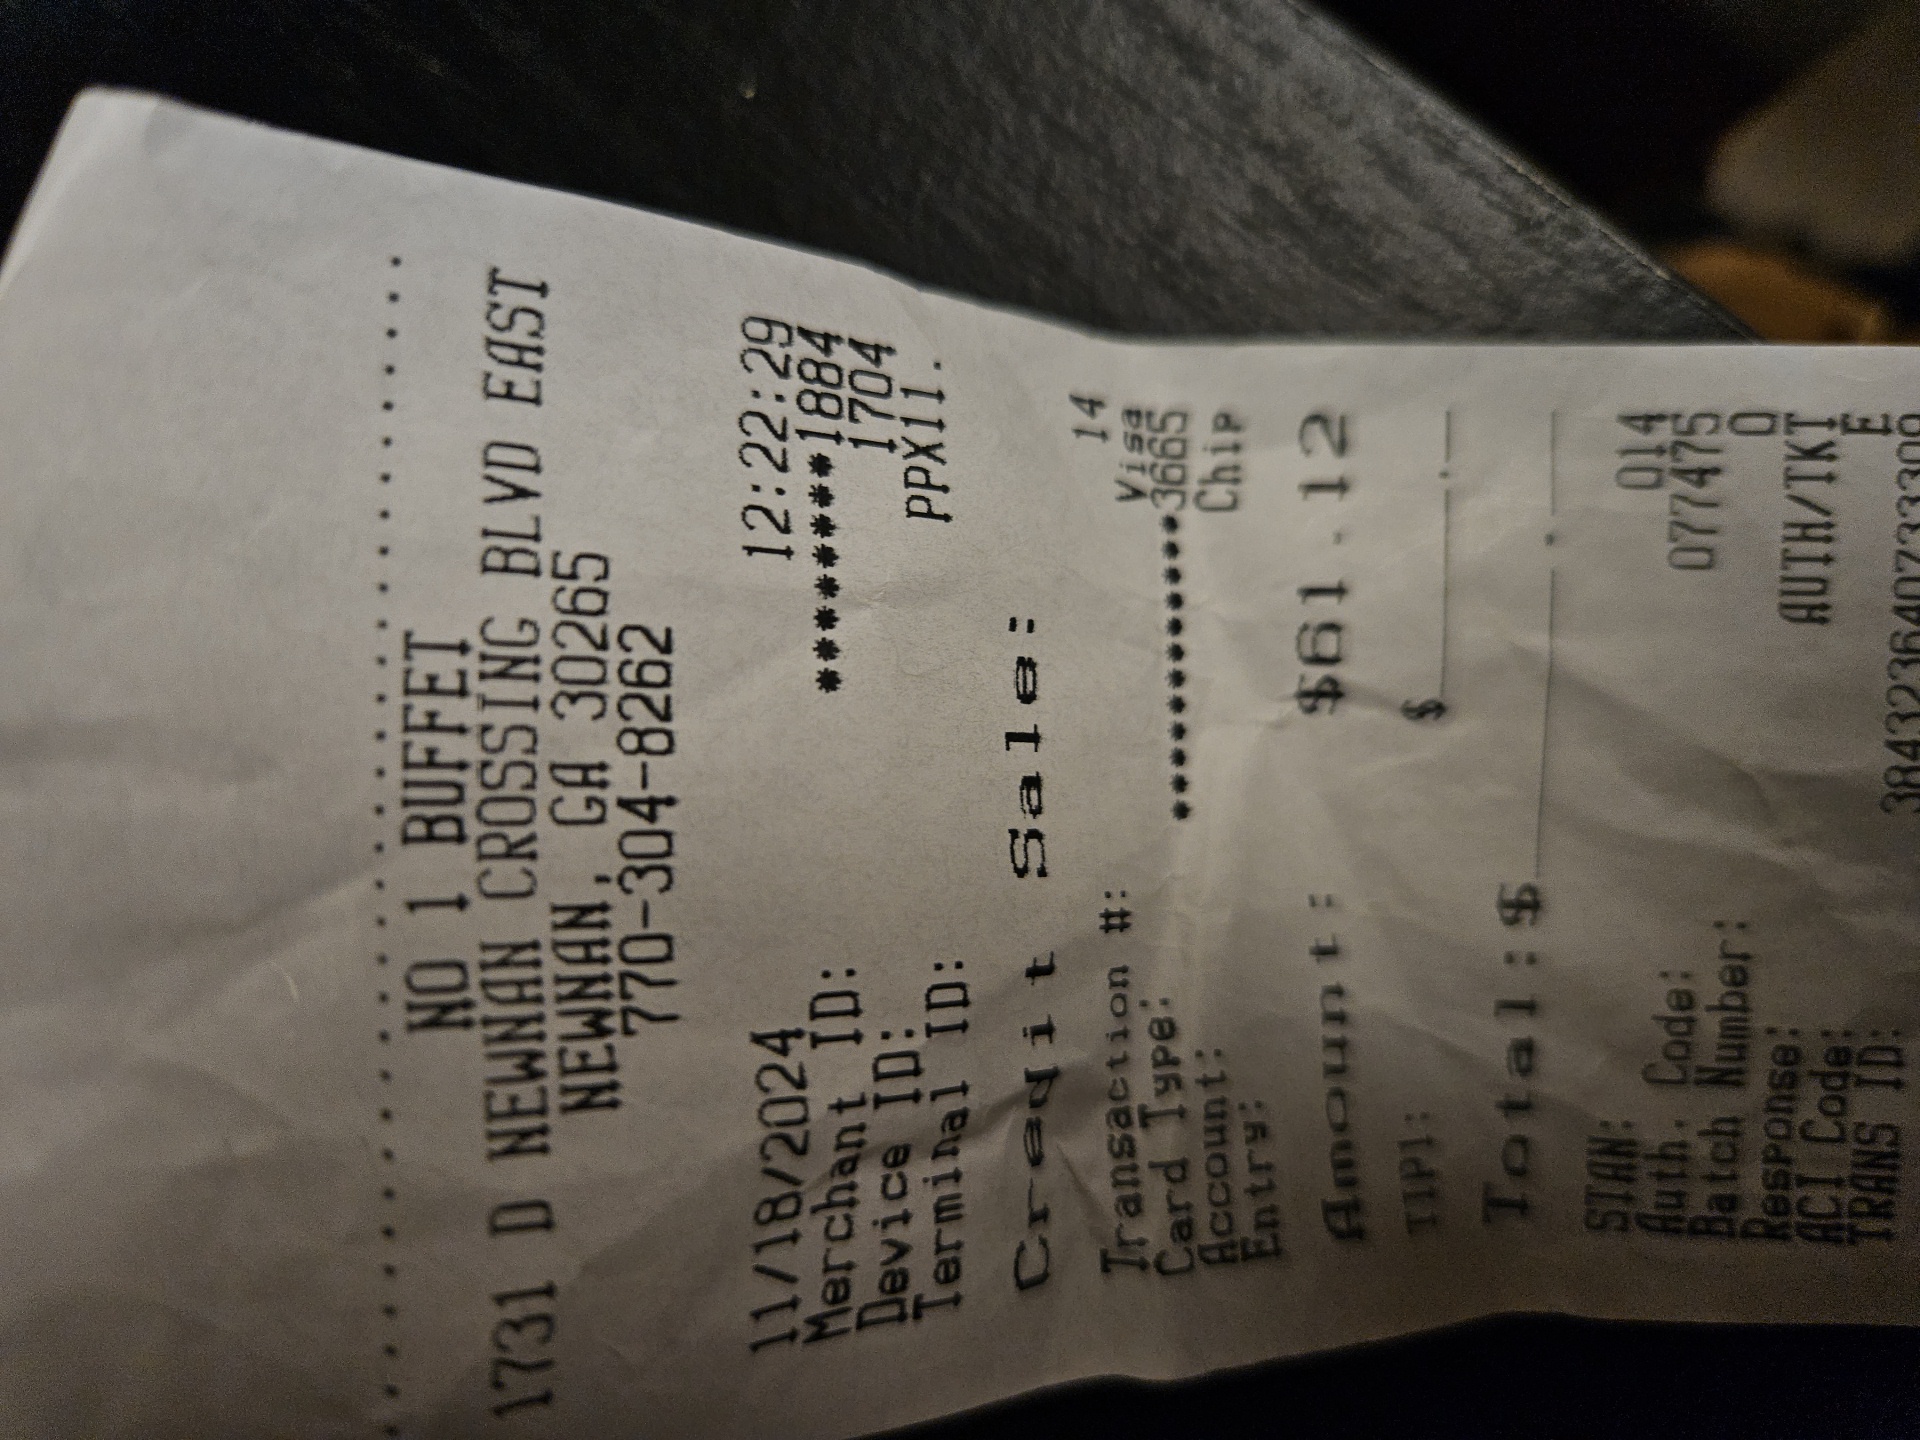 NO 1 BUFFET
1731 D NEWNAN CROSSING BLVD EAST
NEWNAN, GA 30265
770-304-8262
11/18/2024 12:22:29
Merchant ID: ********1884
Device ID: 1704
Terminal ID: PPX11.
Credit Sale:
Transaction #: 14
Card Type: Visa
Account: ************3665
Entry: Chip
Amount: $61.12
TIP1: $
Total:$
STAN: 014
Auth. Code: 077475
Batch Number: 0
Response: AUTH/TKT
ACI Code: E
TRANS ID: 384323640733309